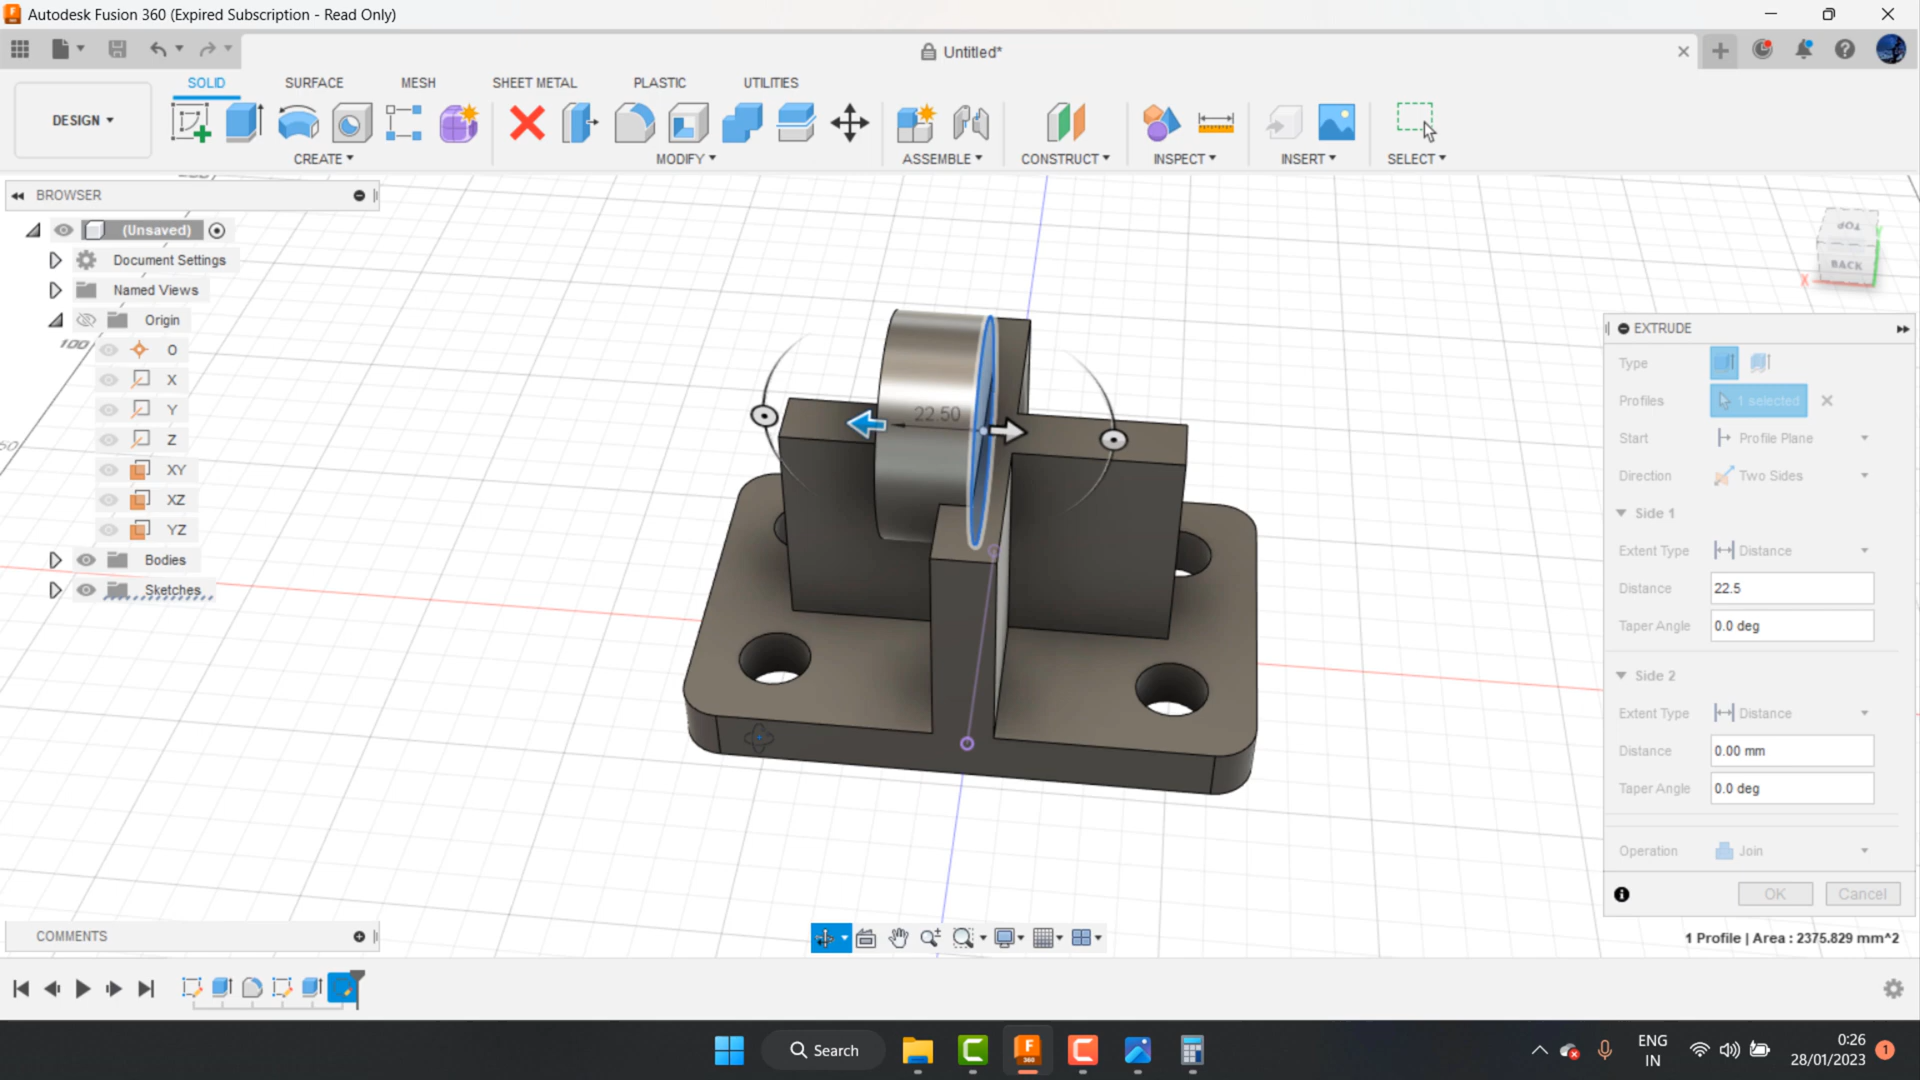 Autodesk Fusion 360 (Expired Subscription - Read Only)
Untitled*
SOLID SURFACE MESH SHEET METAL PLASTIC UTILITIES
DESIGN
CREATE MODIFY ASSEMBLE CONSTRUCT INSPECT INSERT SELECT
BROWSER
(Unsaved)
Document Settings
Named Views
Origin
O
X
Y
Z
XY
XZ
YZ
Bodies
Sketches
100
22.50
TOP
BACK
X
EXTRUDE
Type
Profiles 1 selected
Start Profile Plane
Direction Two Sides
Side 1
Extent Type Distance
Distance 22.5
Taper Angle 0.0 deg
Side 2
Extent Type Distance
Distance 0.00 mm
Taper Angle 0.0 deg
Operation Join
OK Cancel
COMMENTS
1 Profile | Area : 2375.829 mm^2
Search
F
360
ENG
IN
0:26
28/01/2023
1